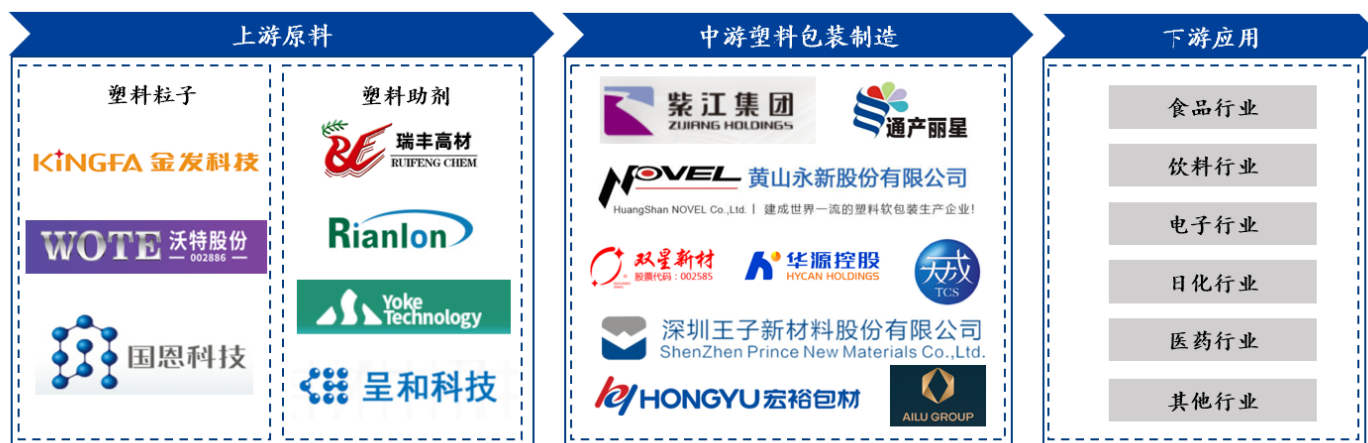 上游原料
塑料粒子
KINGFA 金发科技
WOTE 沃特股份
002886
国恩科技
塑料助剂
瑞丰高材
RUIFENG CHEM
Rianlon
Yoke
Technology
呈和科技
中游塑料包装制造
紫江集团
ZIJIANG HOLDINGS
通产丽星
NOVEL 黄山永新股份有限公司
HuangShan NOVEL Co.,Ltd. | 建成世界一流的塑料软包装生产企业!
双星新材
股票代码:002585
华源控股
HYCAN HOLDINGS
天成
TCS
深圳王子新材料股份有限公司
ShenZhen Prince New Materials Co.,Ltd.
HONGYU 宏裕包材
AILU GROUP
下游应用
食品行业
饮料行业
电子行业
日化行业
医药行业
其他行业